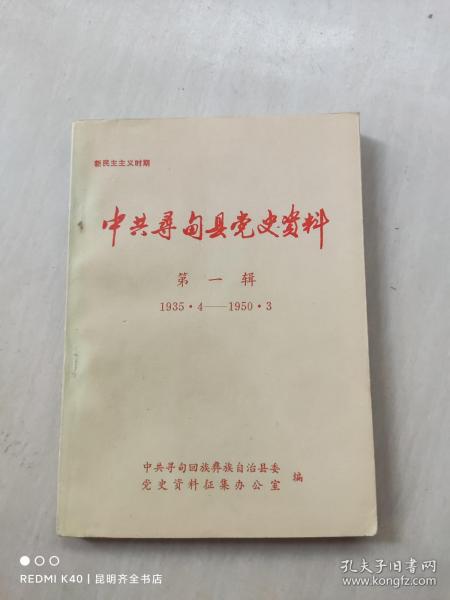 新民主主义时期
中共寻甸县党史资料
第一辑
1935·4——1950·3
中共寻甸回族彝族自治县委
党史资料征集办公室 编
REDMI K40 | 昆明齐全书店
孔夫子旧书网
www.kongfz.com